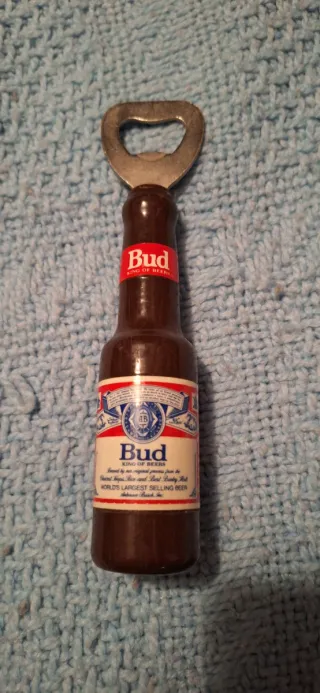 Bud
KING OF BEERS
Bud
KING OF BEERS
Brewed by our original process from the
Choicest Hops, Rice and Best Barley Malt
WORLD'S LARGEST SELLING BEER
Anheuser-Busch, Inc.